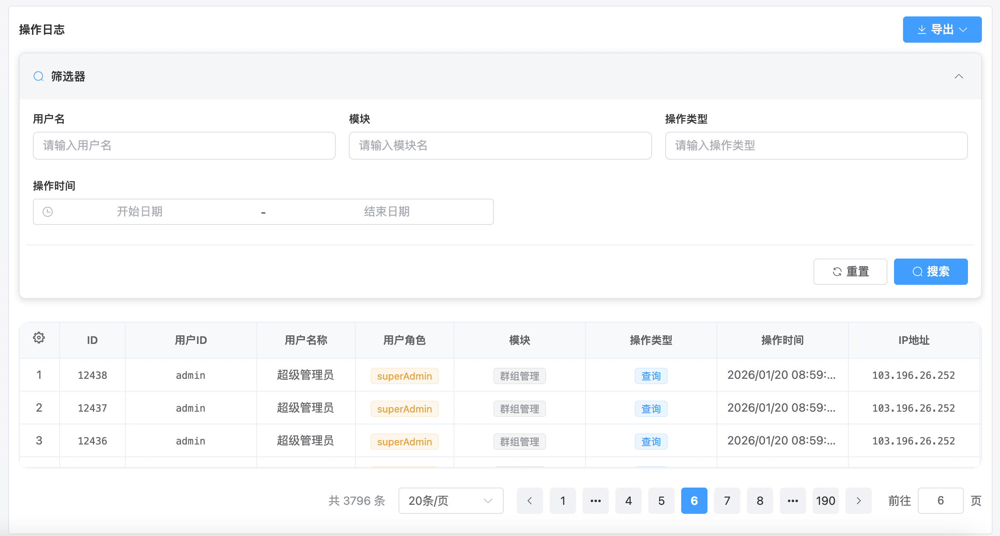 操作日志
导出
筛选器
用户名 模块 操作类型
请输入用户名 请输入模块名 请输入操作类型
操作时间
开始日期 - 结束日期
重置 搜索
ID 用户ID 用户名称 用户角色 模块 操作类型 操作时间 IP地址
1 12438 admin 超级管理员 superAdmin 群组管理 查询 2026/01/20 08:59:... 103.196.26.252
2 12437 admin 超级管理员 superAdmin 群组管理 查询 2026/01/20 08:59:... 103.196.26.252
3 12436 admin 超级管理员 superAdmin 群组管理 查询 2026/01/20 08:59:... 103.196.26.252
共 3796 条 20条/页 1 ... 4 5 6 7 8 ... 190 前往 6 页